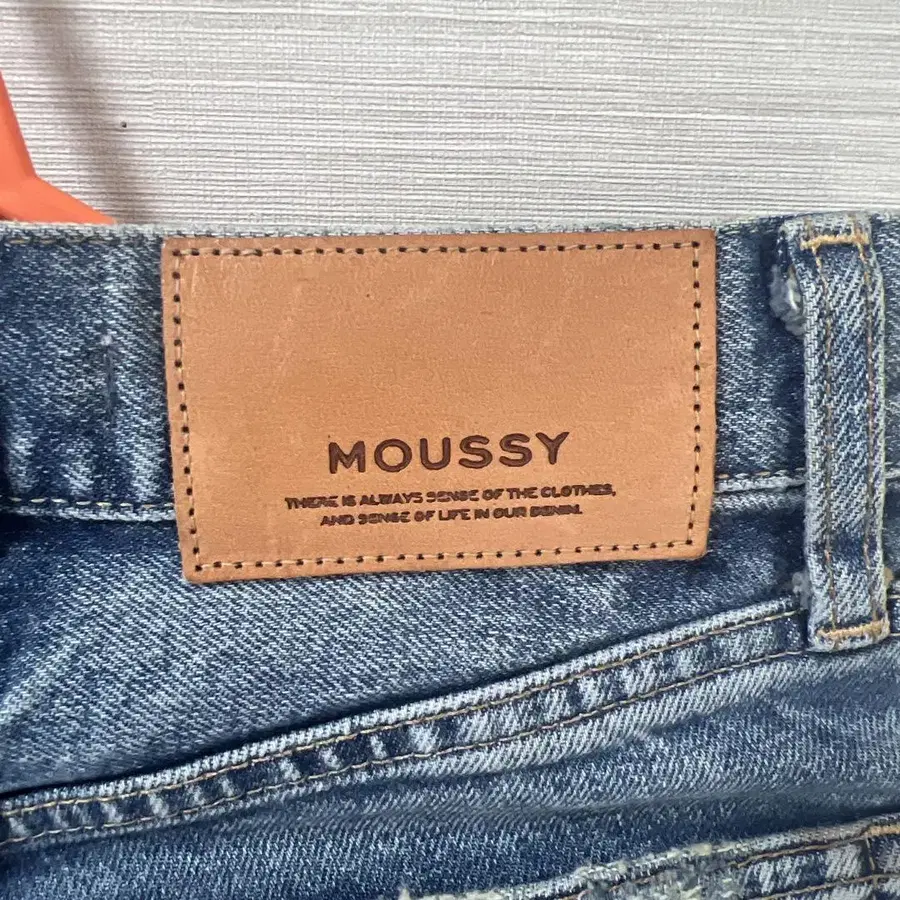 MOUSSY
THERE IS ALWAYS SENSE OF THE CLOTHES,
AND SENSE OF LIFE IN OUR DENIM.